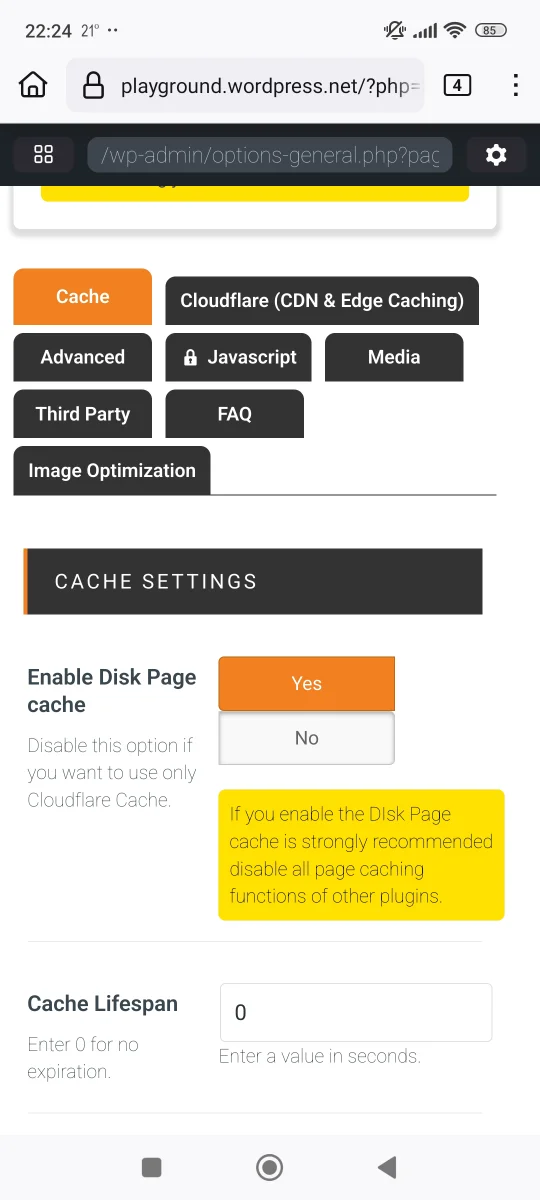 22:24 21° ··
85
playground.wordpress.net/?php=
4
/wp-admin/options-general.php?pag
Cache
Cloudflare (CDN & Edge Caching)
Advanced
Javascript
Media
Third Party
FAQ
Image Optimization
CACHE SETTINGS
Enable Disk Page
cache
Disable this option if
you want to use only
Cloudflare Cache.
Yes
No
If you enable the DIsk Page
cache is strongly recommended
disable all page caching
functions of other plugins.
Cache Lifespan
Enter 0 for no
expiration.
0
Enter a value in seconds.